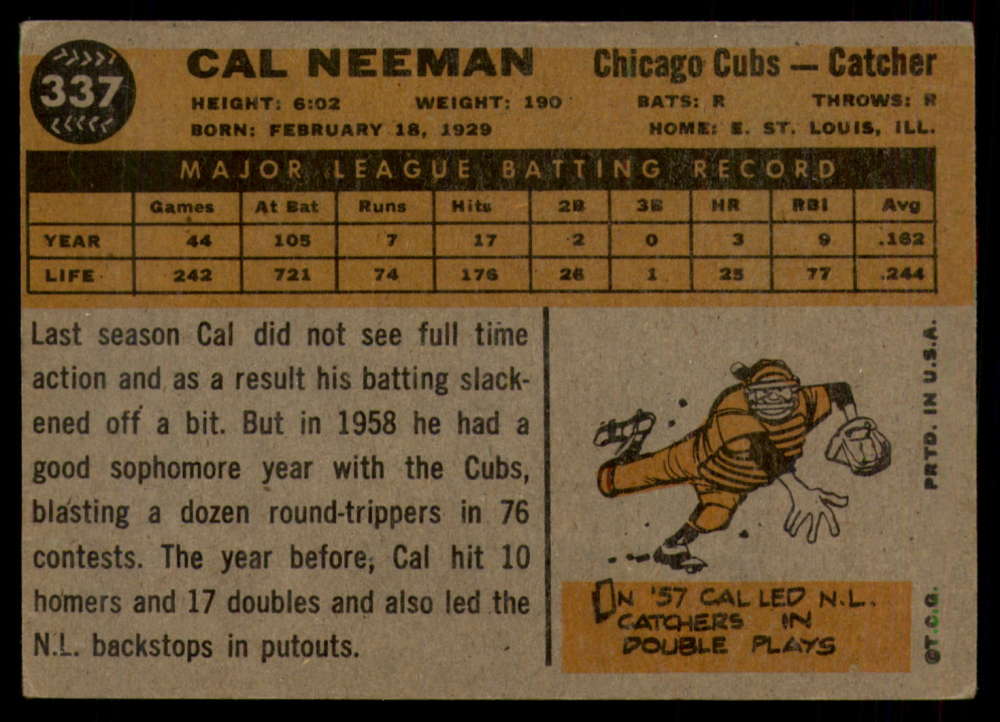 337
CAL NEEMAN Chicago Cubs — Catcher
HEIGHT: 6:02 WEIGHT: 190 BATS: R THROWS: R
BORN: FEBRUARY 18, 1929 HOME: E. ST. LOUIS, ILL.
MAJOR LEAGUE BATTING RECORD
Games At Bat Runs Hits 2B 3B HR RBI Avg
YEAR 44 105 7 17 2 0 3 9 .162
LIFE 242 721 74 176 26 1 25 77 .244
Last season Cal did not see full time
action and as a result his batting slack-
ened off a bit. But in 1958 he had a
good sophomore year with the Cubs,
blasting a dozen round-trippers in 76
contests. The year before, Cal hit 10
homers and 17 doubles and also led the
N.L. backstops in putouts.
IN '57 CAL LED N.L.
CATCHERS IN
DOUBLE PLAYS
©T.C.G. PRTD. IN U.S.A.